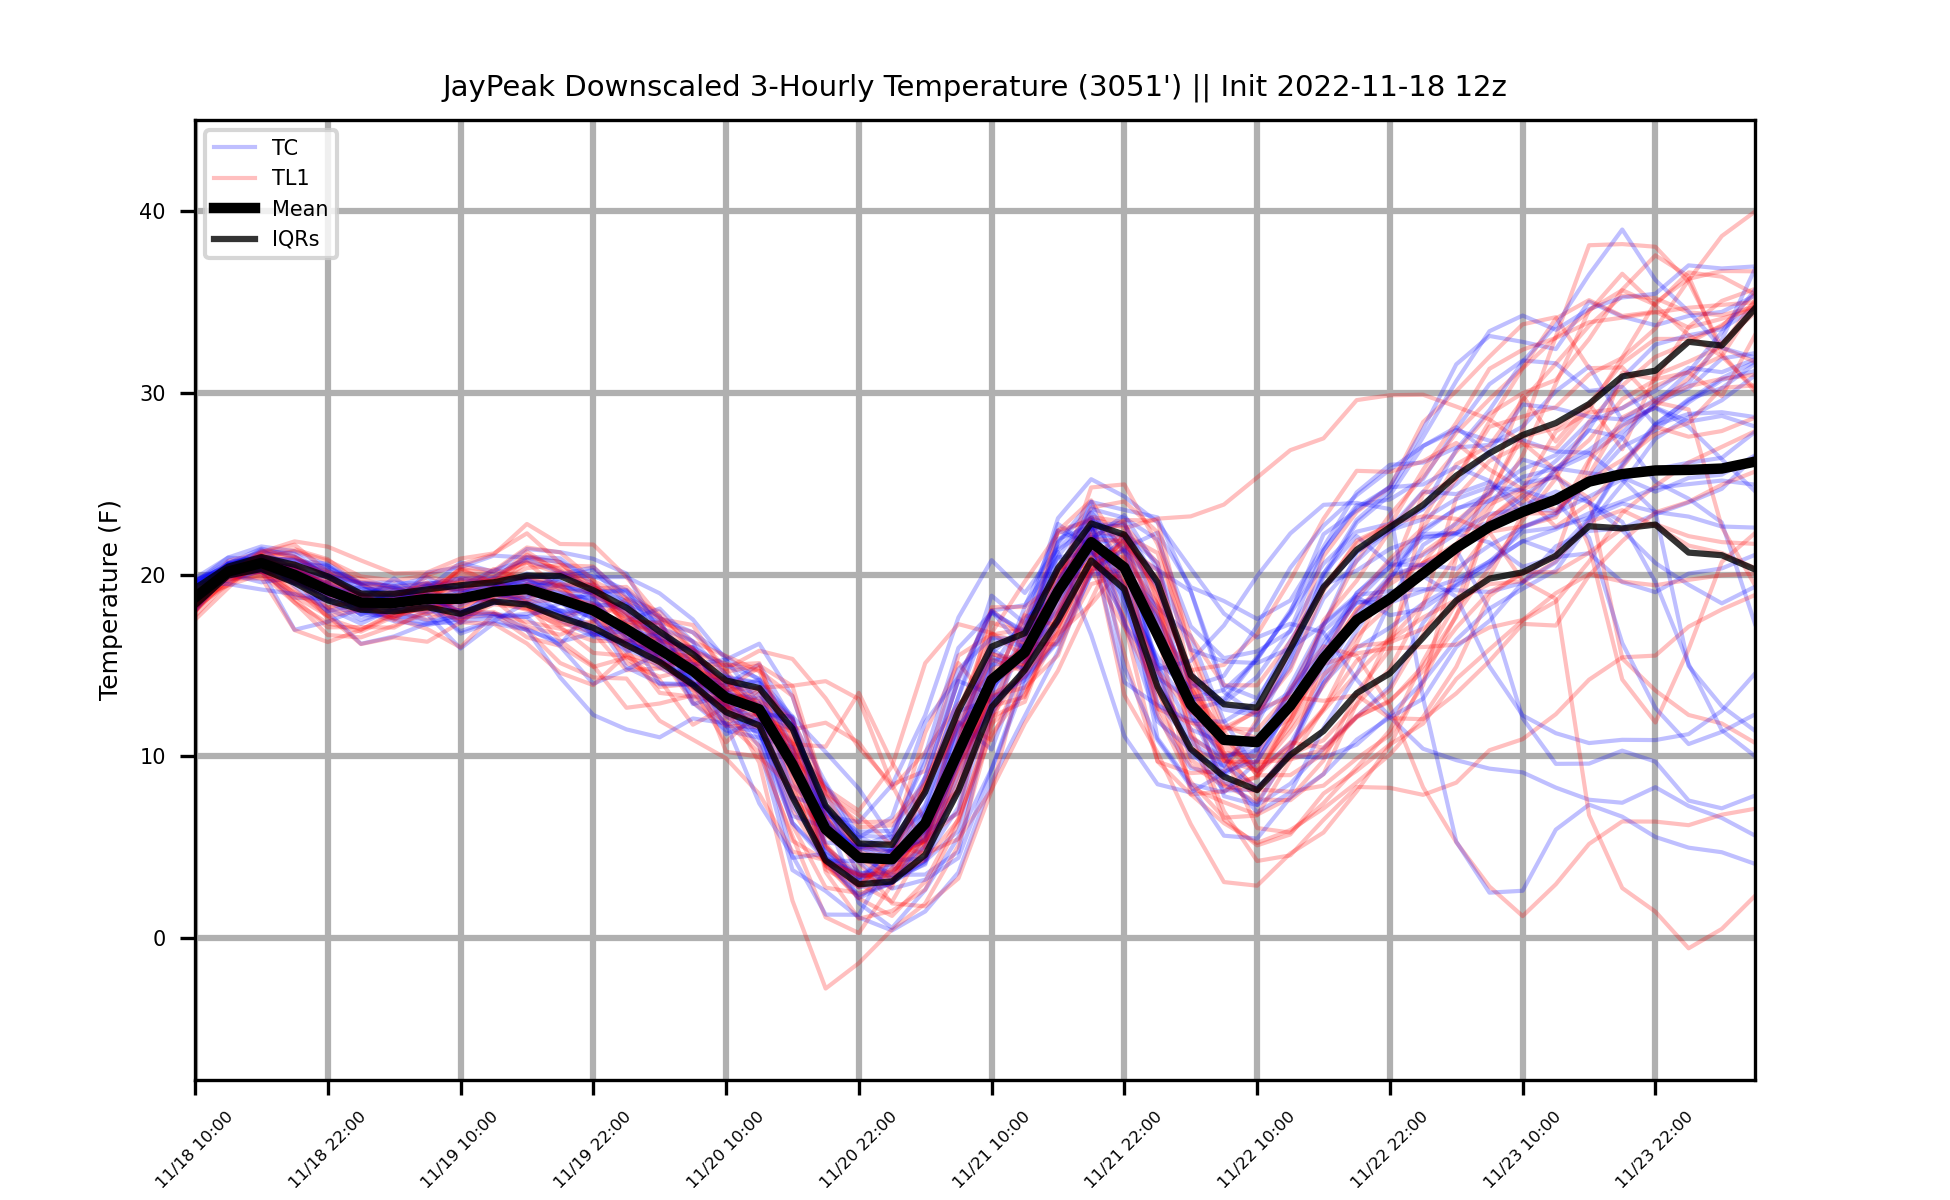 JayPeak Downscaled 3-Hourly Temperature (3051') || Init 2022-11-18 12z
TC
TL1
Mean
IQRs
Temperature (F)
40
30
20
10
0
11/18 10:00
11/18 22:00
11/19 10:00
11/19 22:00
11/20 10:00
11/20 22:00
11/21 10:00
11/21 22:00
11/22 10:00
11/22 22:00
11/23 10:00
11/23 22:00